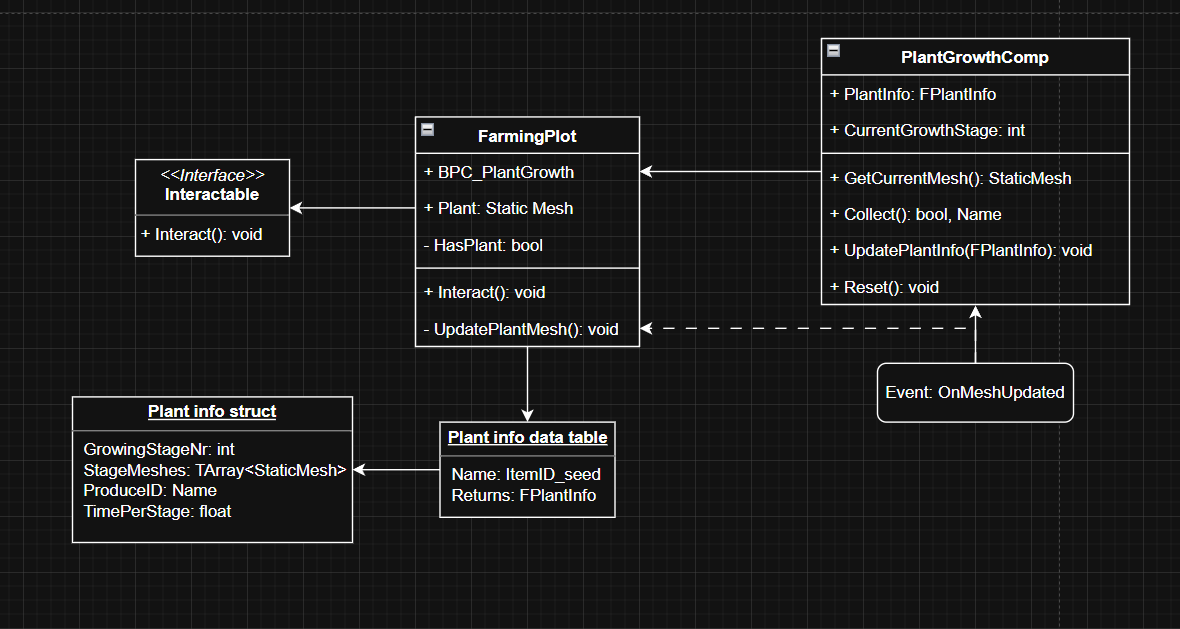 PlantGrowthComp
+ PlantInfo: FPlantInfo
+ CurrentGrowthStage: int
+ GetCurrentMesh(): StaticMesh
+ Collect(): bool, Name
+ UpdatePlantInfo(FPlantInfo): void
+ Reset(): void
FarmingPlot
+ BPC_PlantGrowth
+ Plant: Static Mesh
- HasPlant: bool
+ Interact(): void
- UpdatePlantMesh(): void
<<Interface>>
Interactable
+ Interact(): void
Event: OnMeshUpdated
Plant info struct
GrowingStageNr: int
StageMeshes: TArray<StaticMesh>
ProduceID: Name
TimePerStage: float
Plant info data table
Name: ItemID_seed
Returns: FPlantInfo